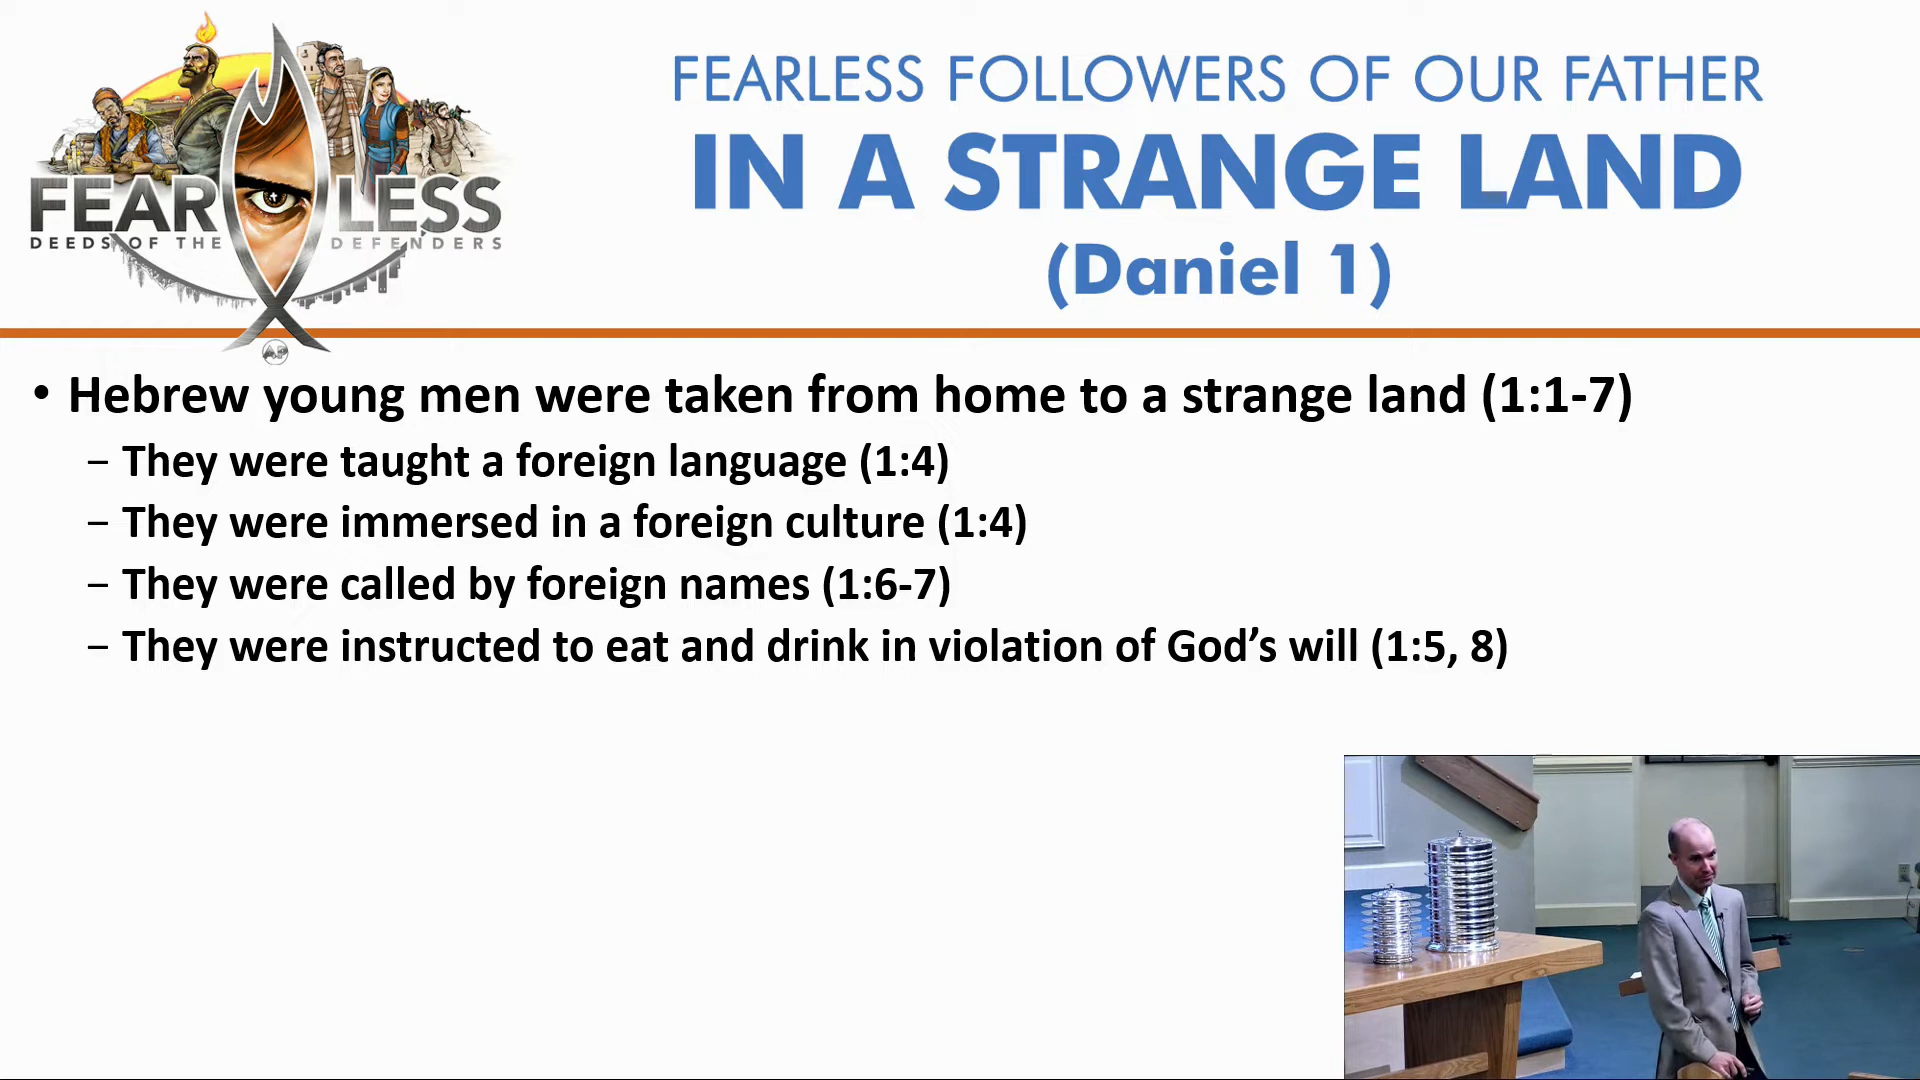 FEARLESS
DEEDS OF THE DEFENDERS
AP
FEARLESS FOLLOWERS OF OUR FATHER
IN A STRANGE LAND
(Daniel 1)
• Hebrew young men were taken from home to a strange land (1:1-7)
– They were taught a foreign language (1:4)
– They were immersed in a foreign culture (1:4)
– They were called by foreign names (1:6-7)
– They were instructed to eat and drink in violation of God’s will (1:5, 8)